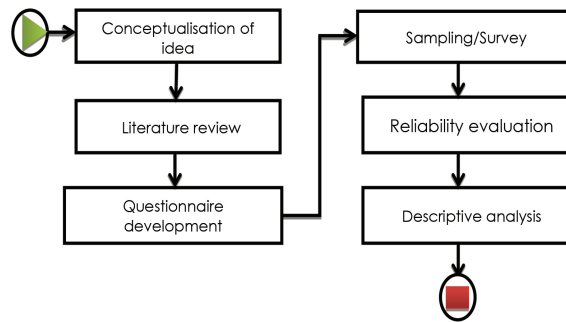 Conceptualisation of
idea
Literature review
Questionnaire
development
Sampling/Survey
Reliability evaluation
Descriptive analysis